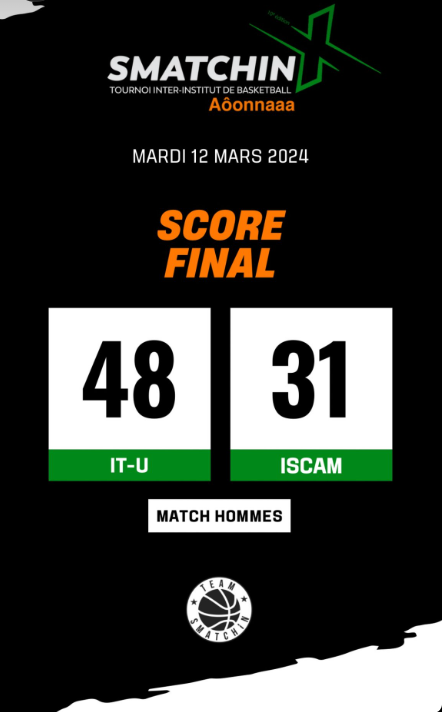 SMATCHIN X
TOURNOI INTER-INSTITUT DE BASKETBALL
Aôonnaaa
MARDI 12 MARS 2024
SCORE
FINAL
48
31
IT-U
ISCAM
MATCH HOMMES
TEAM
SMATCHIN